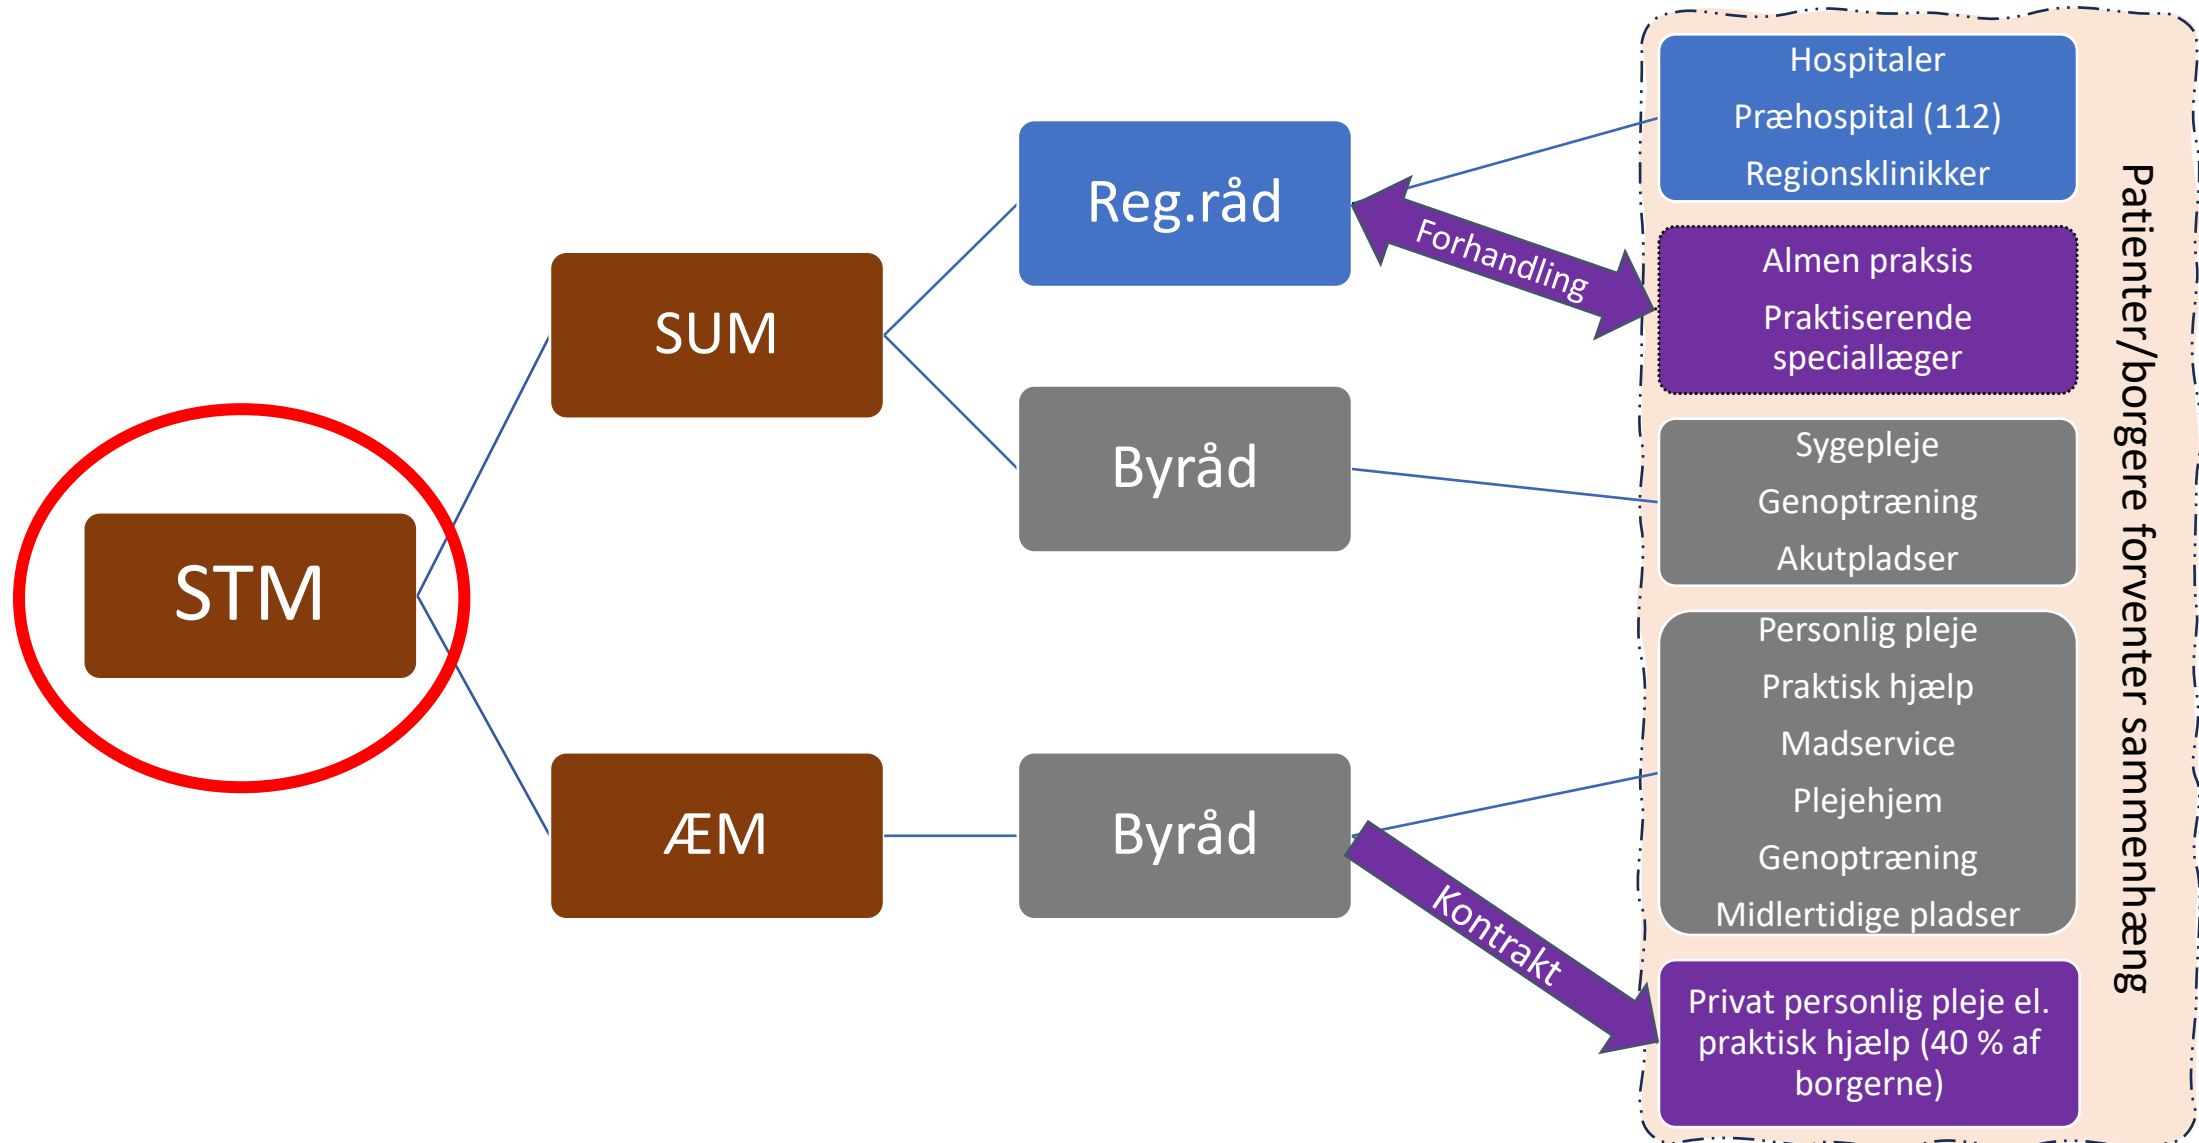 STM
SUM
ÆM
Reg.råd
Byråd
Byråd
Forhandling
Kontrakt
Hospitaler
Præhospital (112)
Regionsklinikker
Almen praksis
Praktiserende
speciallæger
Sygepleje
Genoptræning
Akutpladser
Personlig pleje
Praktisk hjælp
Madservice
Plejehjem
Genoptræning
Midlertidige pladser
Privat personlig pleje el.
praktisk hjælp (40 % af
borgerne)
Patienter/borgere forventer sammenhæng